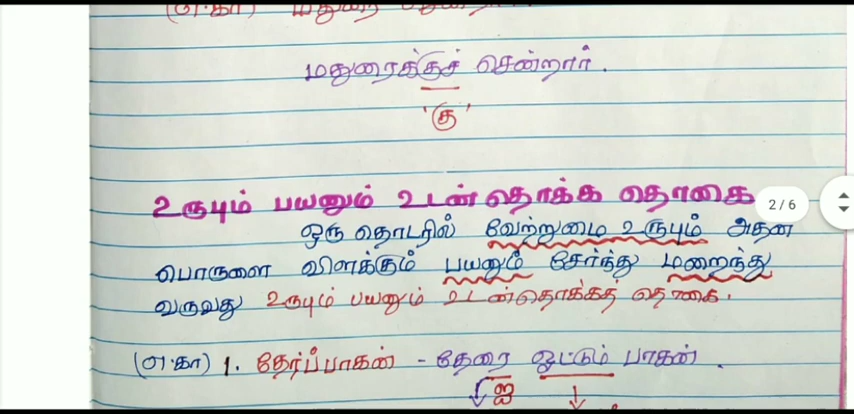 (எ.கா) மதுரை
மதுரைக்குச் சென்றார்.
'கு'
உருபும் பயனும் உடன்தொக்க தொகை
2/6
ஒரு தொடரில் வேற்றுமை உருபும் அதன
பொருளை விளக்கும் பயனும் சேர்ந்து மறைந்து
வருவது உருபும் பயனும் உடன்தொக்கத் தொகை.
(எ.கா) 1. தேர்ப்பாகன் - தேரை ஓட்டும் பாகன்.
ஐ